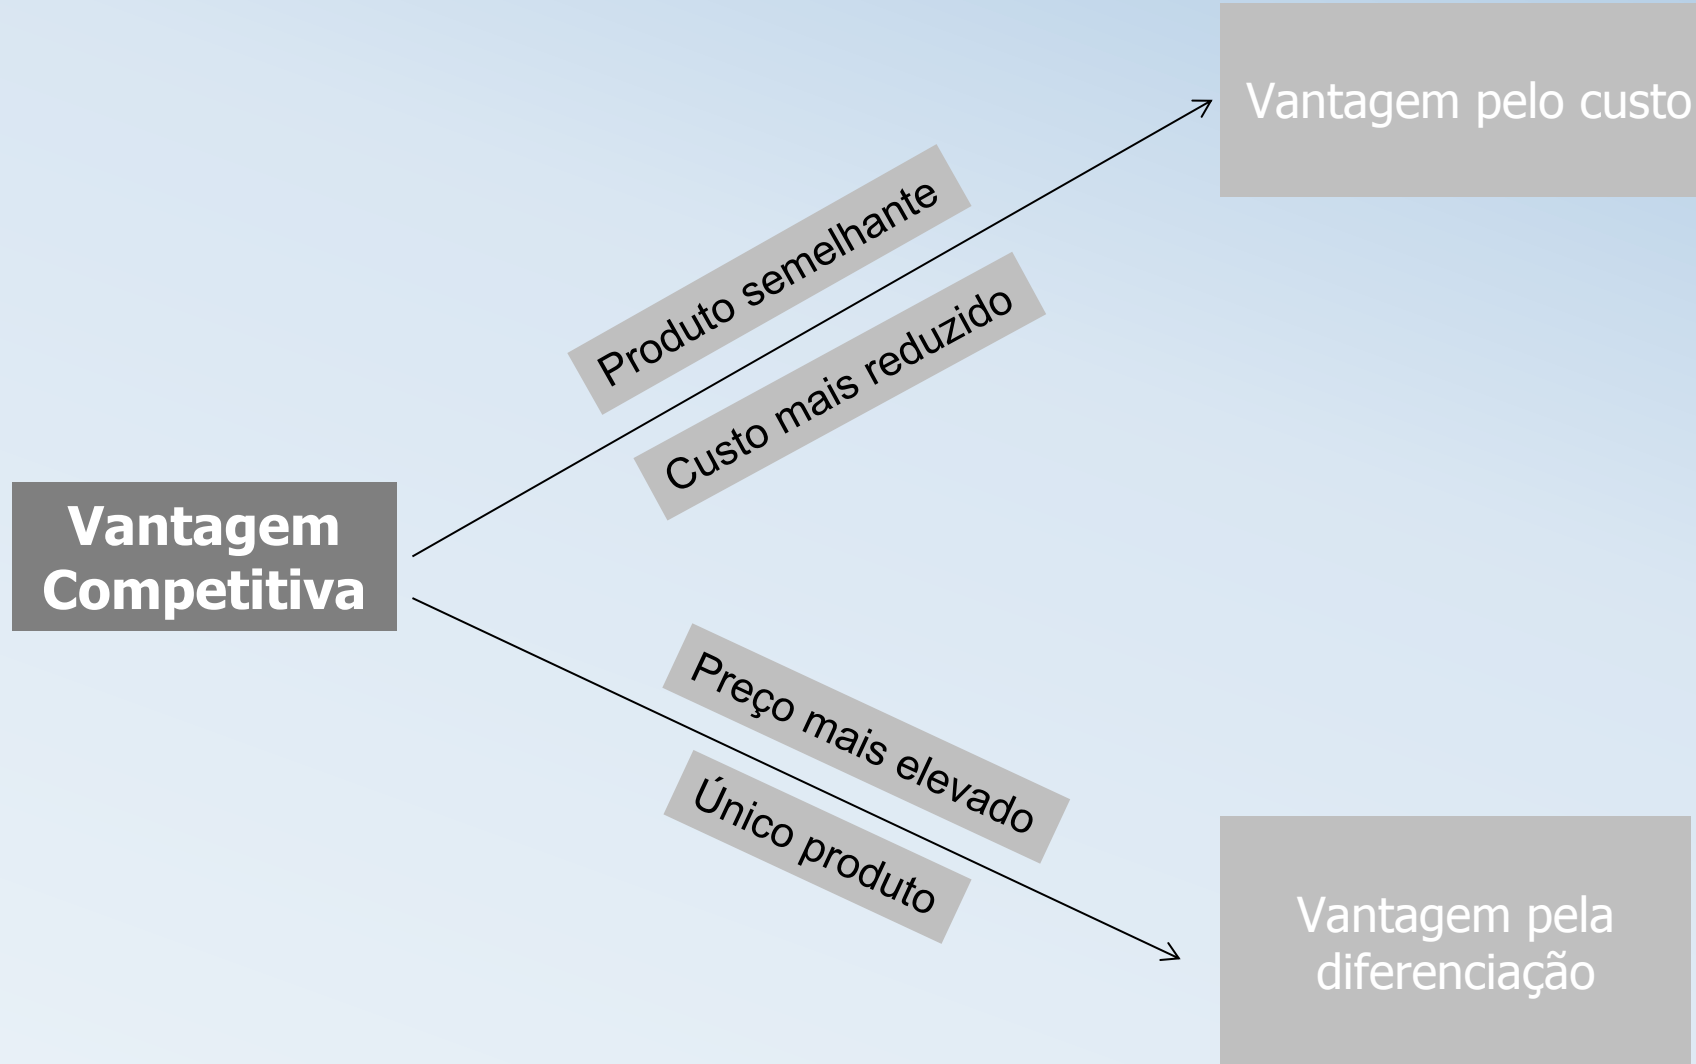 Vantagem pelo custo
Produto semelhante
Custo mais reduzido
Vantagem
Competitiva
Preço mais elevado
Único produto
Vantagem pela
diferenciação